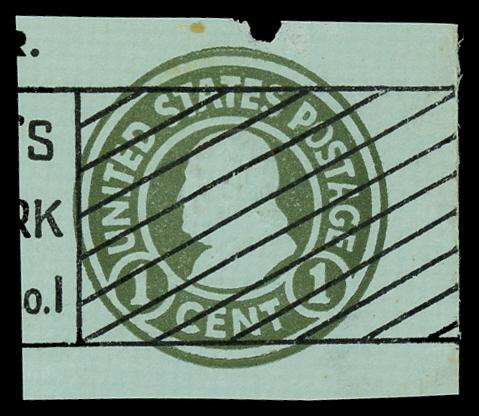 R.
UNITED STATES POSTAGE
TS
RK
o.1
1 CENT 1